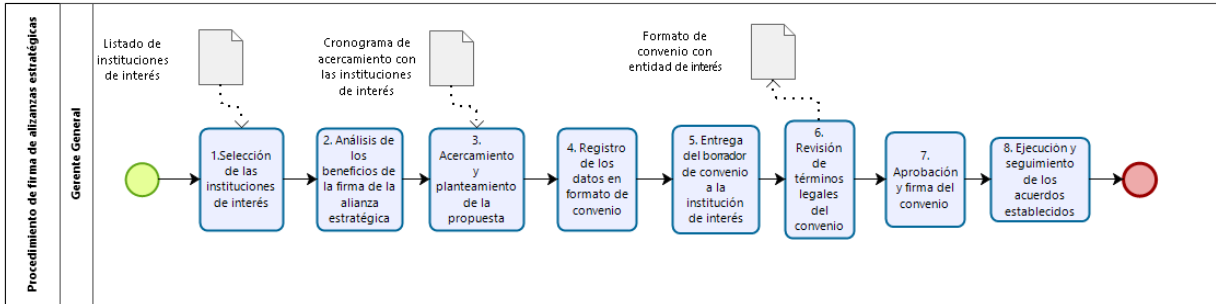 Procedimiento de firma de alizanzas estratégicas
Gerente General
Listado de
instituciones
de interés
Cronograma de
acercamiento con
las instituciones
de interés
Formato de
convenio con
entidad de interés
1.Selección
de las
instituciones
de interés
2. Análisis de
los
beneficios de
la firma de la
alianza
estratégica
3.
Acercamiento
y
planteamiento
de la
propuesta
4. Registro
de los
datos en
formato de
convenio
5. Entrega
del borrador
de convenio
a la
institución de
interés
6.
Revisión
de
términos
legales
del
convenio
7.
Aprobación
y firma del
convenio
8. Ejecución y
seguimiento
de los
acuerdos
establecidos